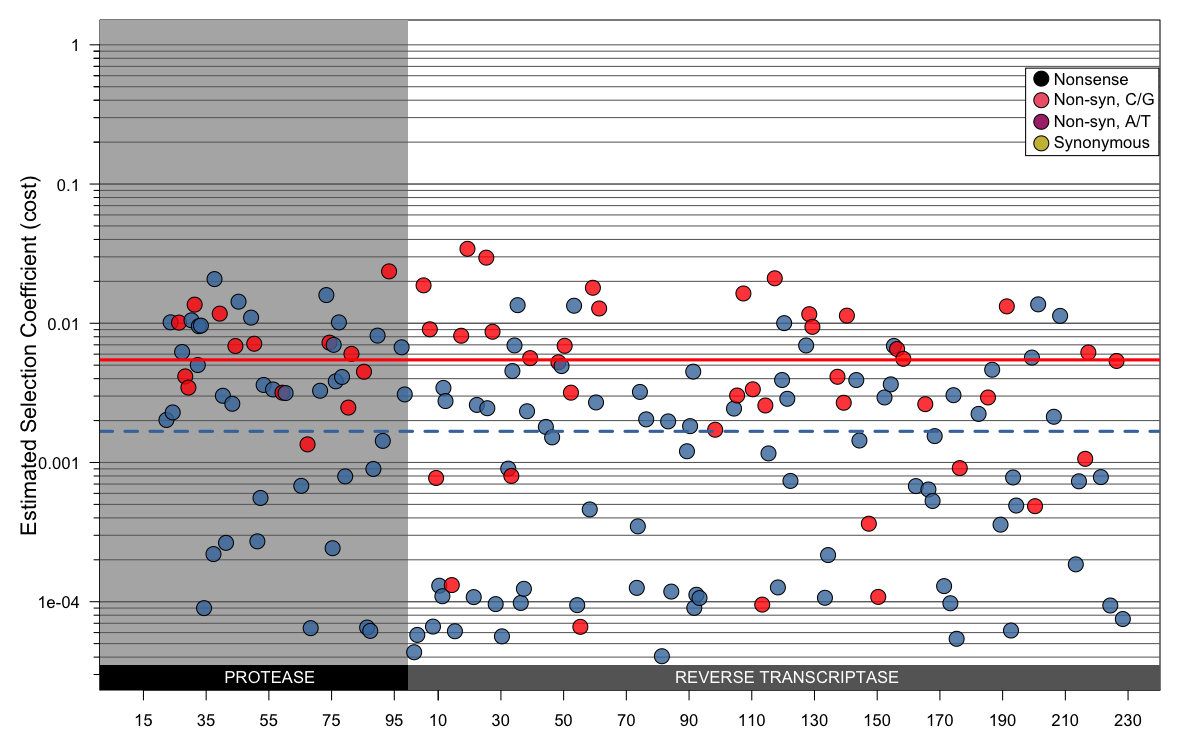 1
0.1
0.01
0.001
1e-04
Estimated Selection Coefficient (cost)
Nonsense
Non-syn, C/G
Non-syn, A/T
Synonymous
PROTEASE REVERSE TRANSCRIPTASE
15 35 55 75 95 10 30 50 70 90 110 130 150 170 190 210 230